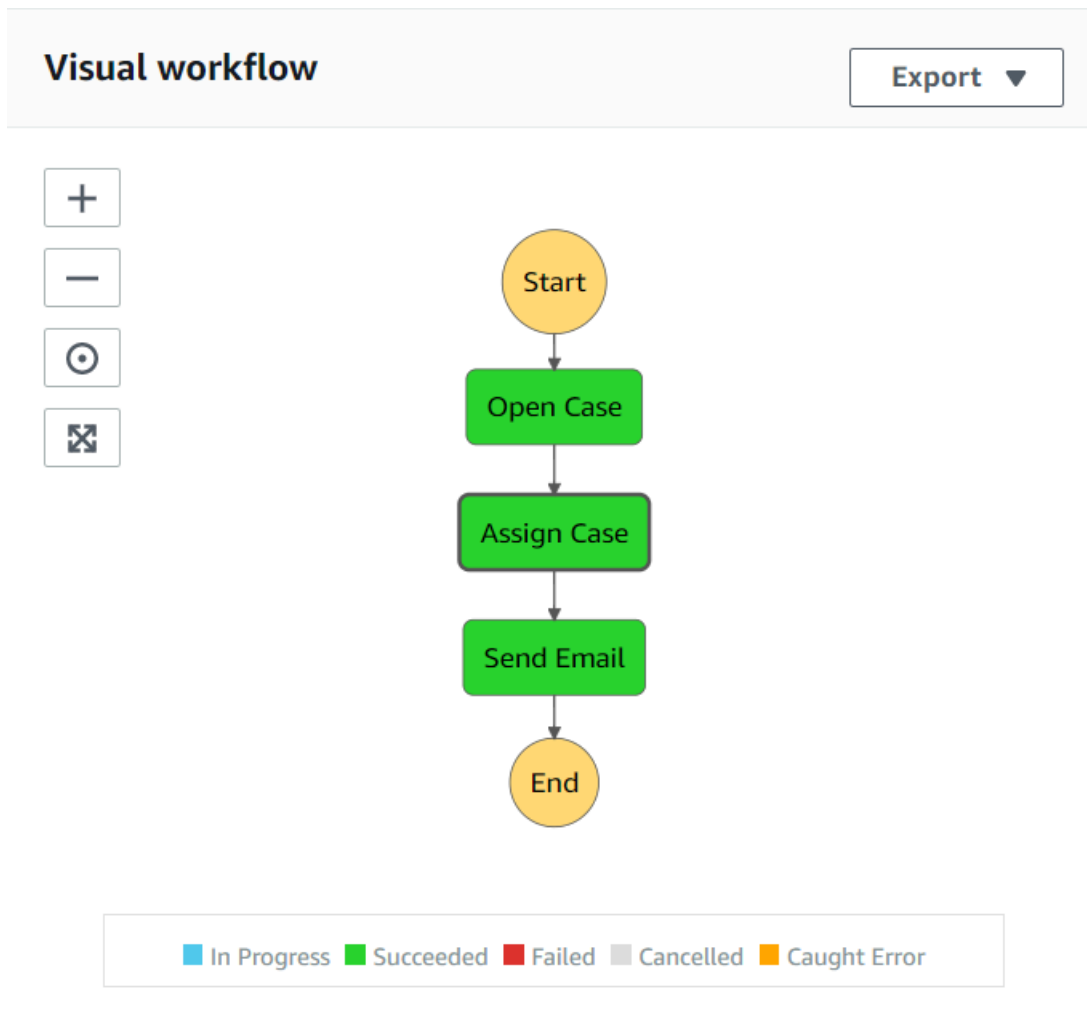 Visual workflow
Export
Start
Open Case
Assign Case
Send Email
End
In Progress Succeeded Failed Cancelled Caught Error